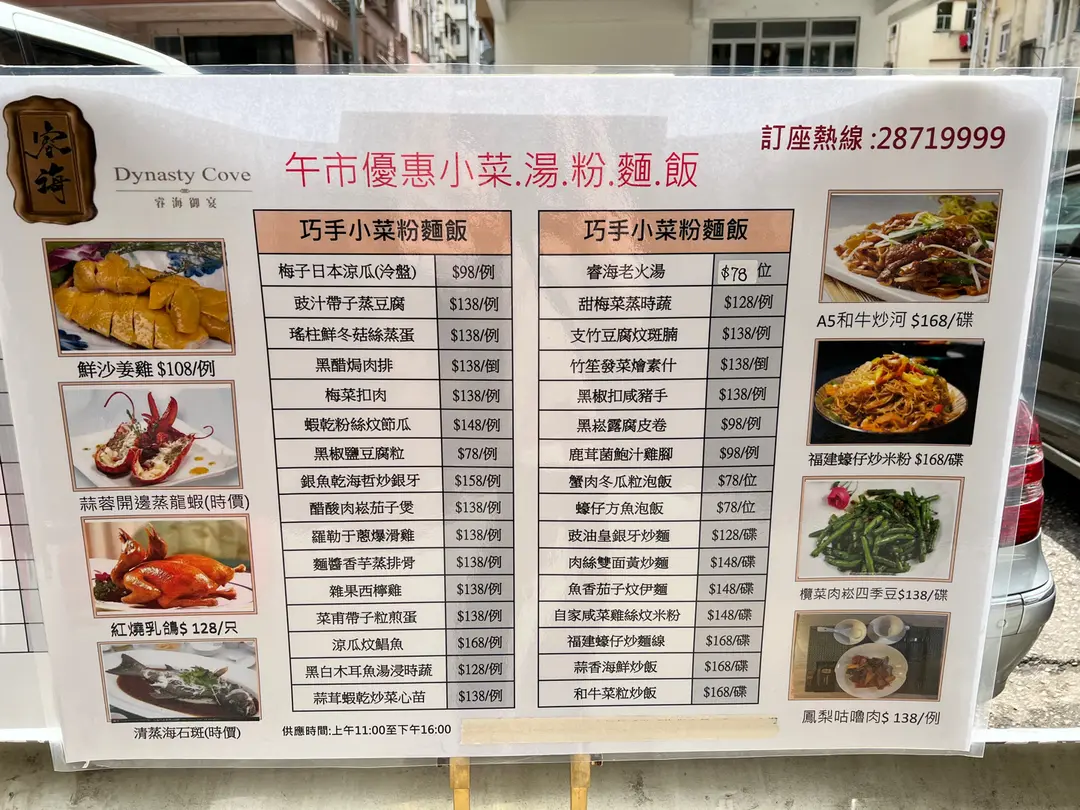 睿海
Dynasty Cove
睿海御宴
午市優惠小菜.湯.粉.麵.飯
訂座熱線:28719999
鮮沙姜雞 $108/例
蒜蓉開邊蒸龍蝦(時價)
紅燒乳鴿$ 128/只
清蒸海石斑(時價)
巧手小菜粉麵飯
梅子日本涼瓜(冷盤) $98/例
豉汁帶子蒸豆腐 $138/例
瑤柱鮮冬菇絲蒸蛋 $138/例
黑醋焗肉排 $138/倒
梅菜扣肉 $138/例
蝦乾粉絲炆節瓜 $148/例
黑椒鹽豆腐粒 $78/例
銀魚乾海哲炒銀牙 $158/例
醋酸肉崧茄子煲 $138/例
羅勒于蔥爆滑雞 $138/例
麵醬香芋蒸排骨 $138/例
雜果西檸雞 $138/例
菜甫帶子粒煎蛋 $138/例
涼瓜炆鯧魚 $168/例
黑白木耳魚湯浸時蔬 $128/例
蒜茸蝦乾炒菜心苗 $138/例
供應時間:上午11:00至下午16:00
巧手小菜粉麵飯
睿海老火湯 $78 位
甜梅菜蒸時蔬 $128/例
支竹豆腐炆斑腩 $138/例
竹笙發菜燴素什 $138/倒
黑椒扣咸豬手 $138/例
黑崧露腐皮卷 $98/例
鹿茸菌鮑汁雞腳 $98/例
蟹肉冬瓜粒泡飯 $78/位
蠔仔方魚泡飯 $78/位
豉油皇銀牙炒麵 $128/碟
肉絲雙面黃炒麵 $148/碟
魚香茄子炆伊麵 $148/碟
自家咸菜雞絲炆米粉 $148/碟
福建蠔仔炒麵線 $168/碟
蒜香海鮮炒飯 $168/碟
和牛菜粒炒飯 $168/碟
A5和牛炒河 $168/碟
福建蠔仔炒米粉 $168/碟
欖菜肉崧四季豆$138/碟
鳳梨咕嚕肉$ 138/例